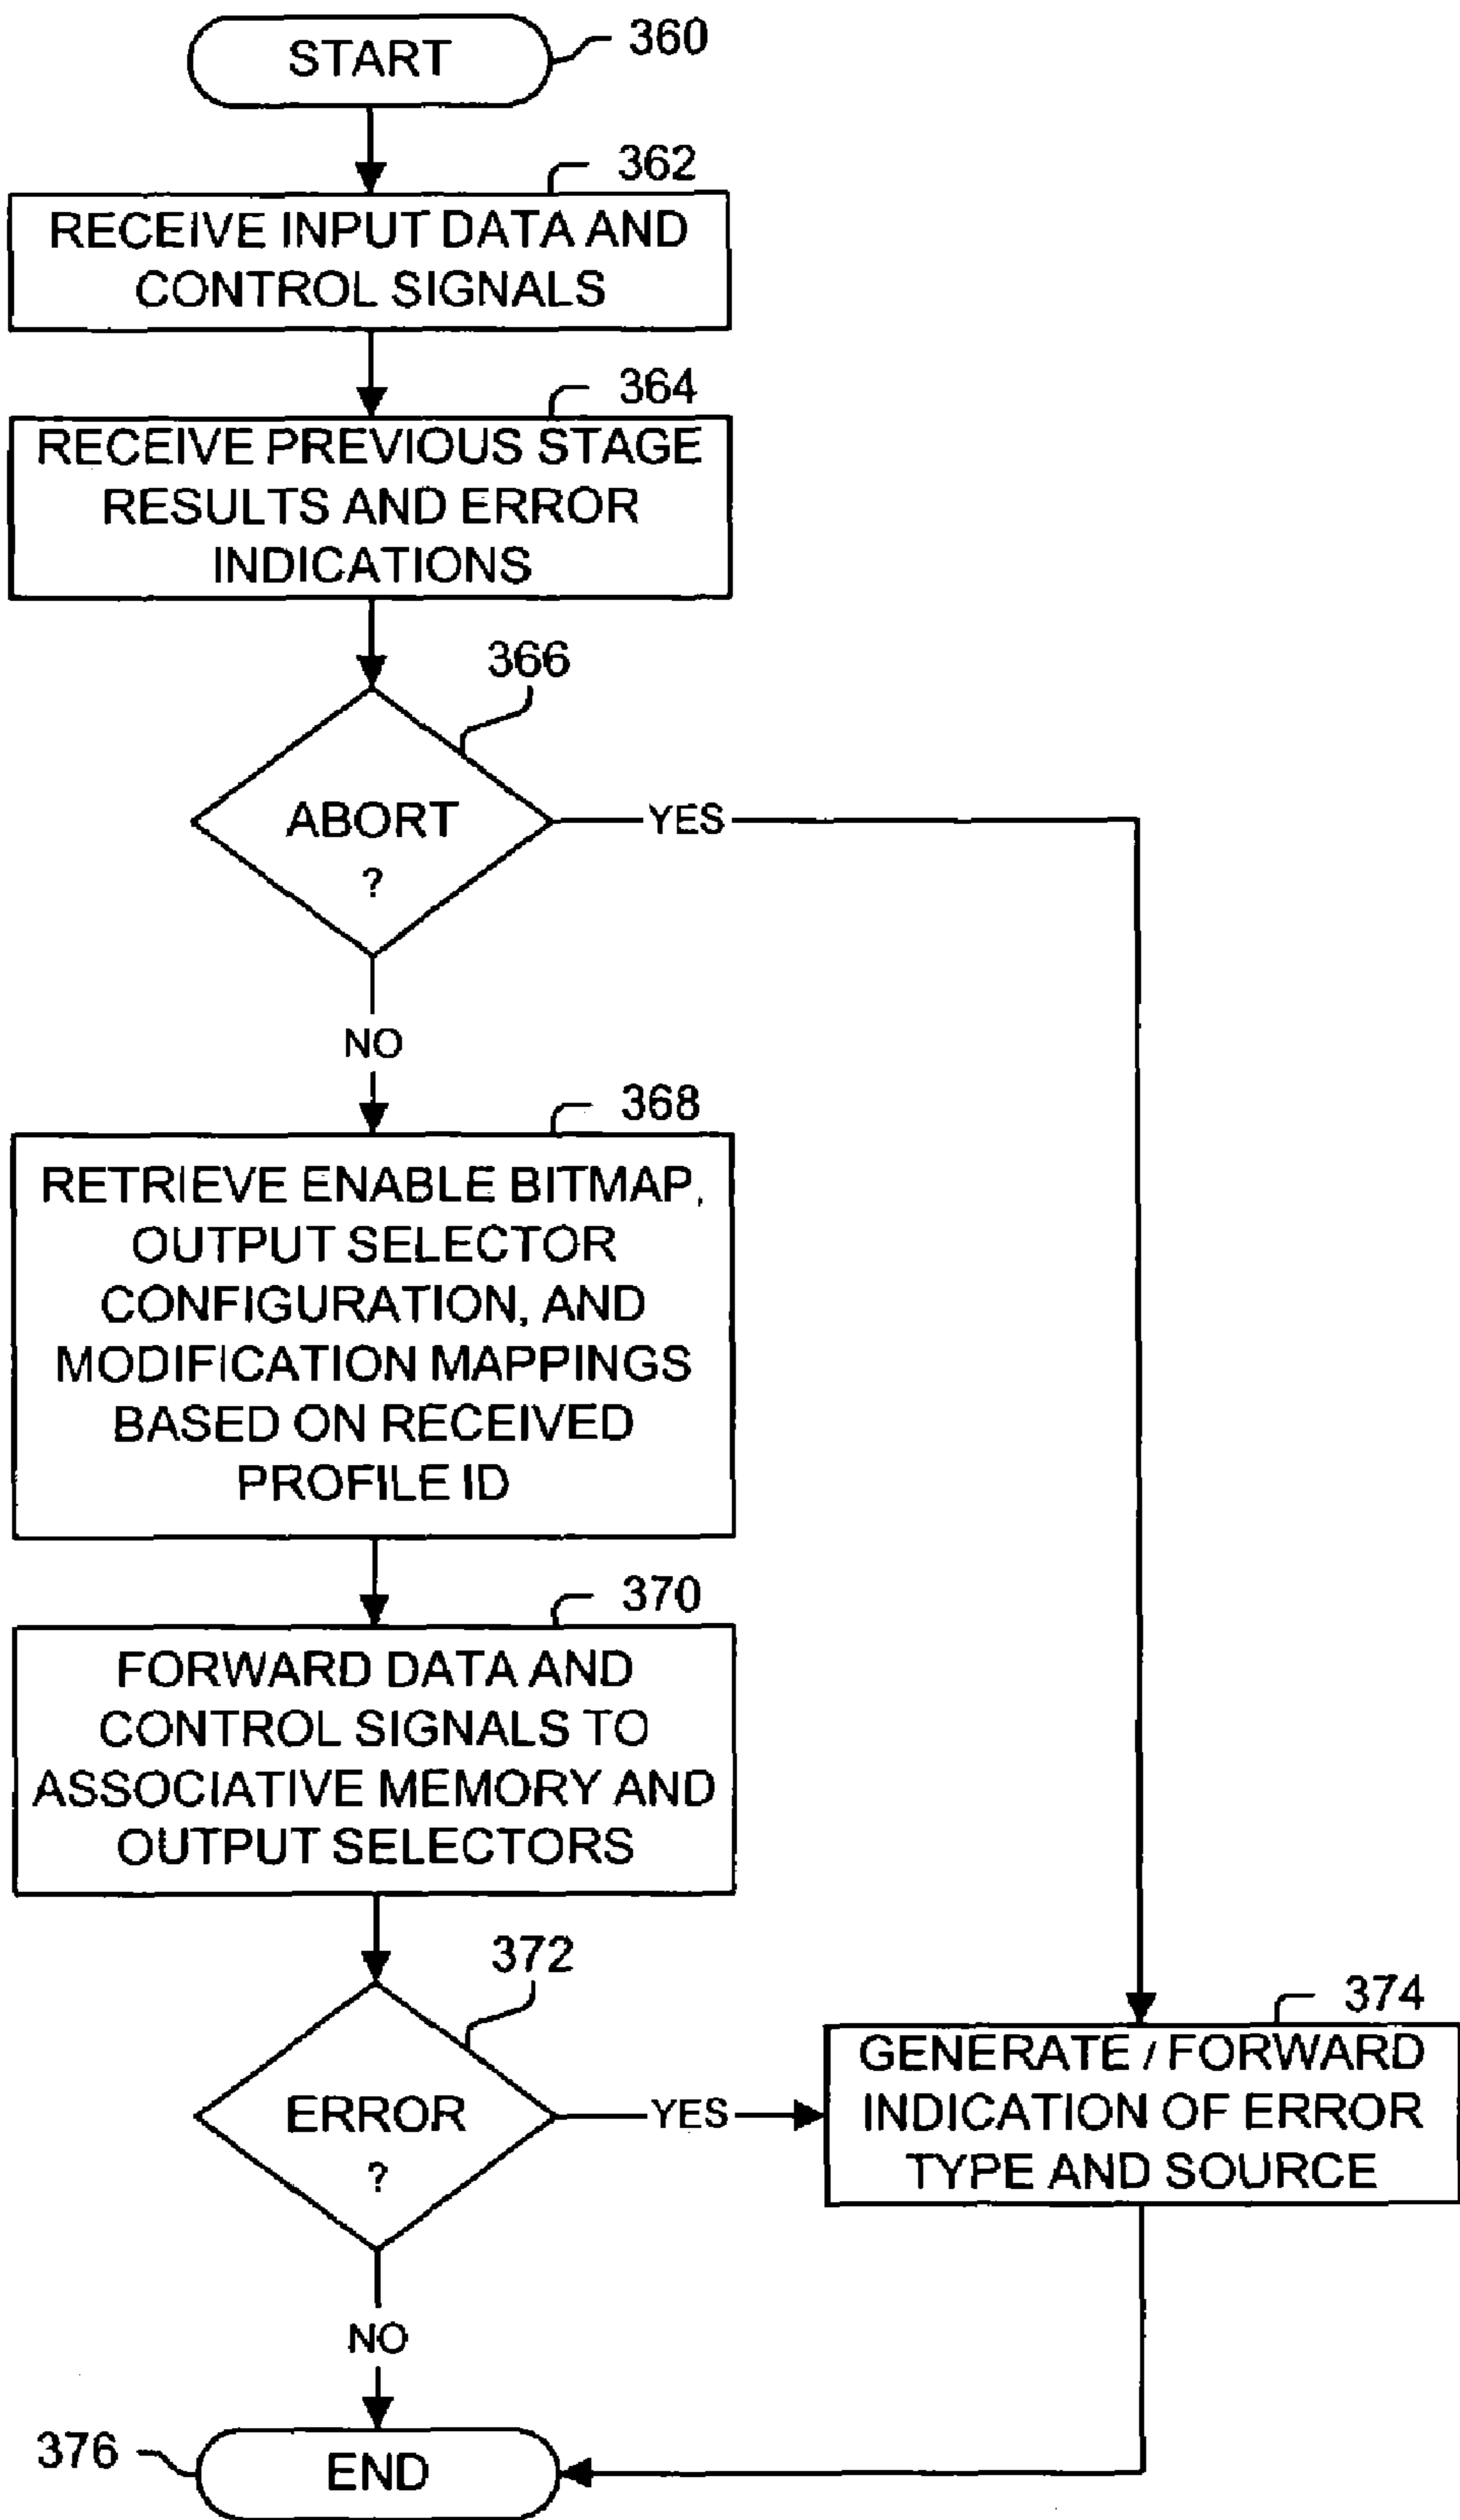 START
360
362
RECEIVE INPUT DATA AND
CONTROL SIGNALS
364
RECEIVE PREVIOUS STAGE
RESULTS AND ERROR
INDICATIONS
366
ABORT
?
YES
NO
368
RETRIEVE ENABLE BITMAP,
OUTPUT SELECTOR
CONFIGURATION, AND
MODIFICATION MAPPINGS
BASED ON RECEIVED
PROFILE ID
370
FORWARD DATA AND
CONTROL SIGNALS TO
ASSOCIATIVE MEMORY AND
OUTPUT SELECTORS
372
ERROR
?
YES
374
GENERATE / FORWARD
INDICATION OF ERROR
TYPE AND SOURCE
NO
376
END